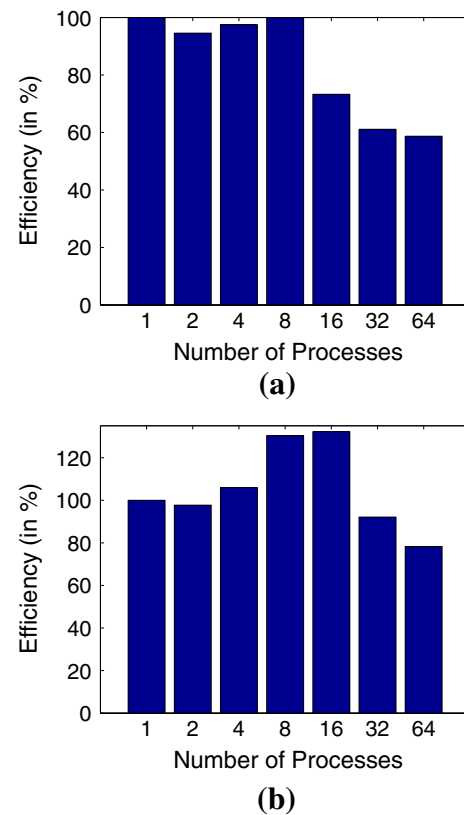 100
80
60
40
20
0
Efficiency (in %)
1 2 4 8 16 32 64
Number of Processes
(a)
120
100
80
60
40
20
0
Efficiency (in %)
1 2 4 8 16 32 64
Number of Processes
(b)